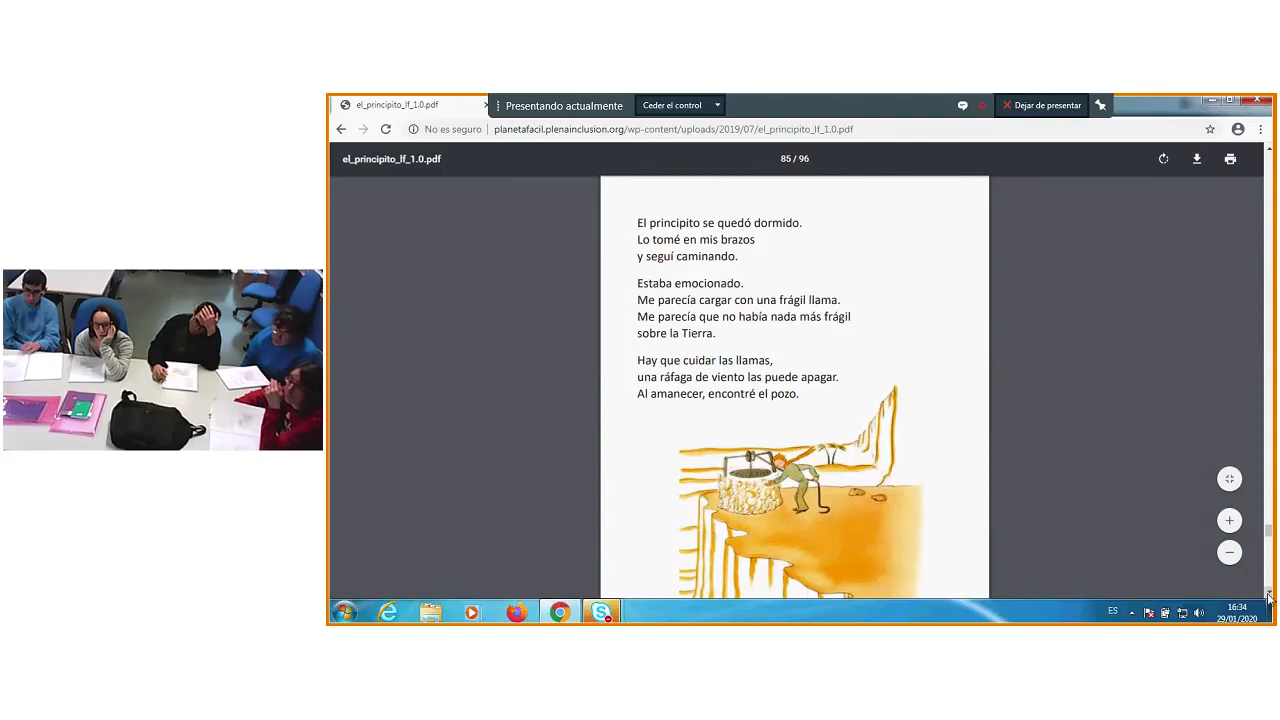 el_principito_lf_1.0.pdf
Presentando actualmente
Ceder el control
Dejar de presentar
No es seguro
planetafacil.plenainclusion.org/wp-content/uploads/2019/07/el_principito_lf_1.0.pdf
el_principito_lf_1.0.pdf
85 / 96
El principito se quedó dormido.
Lo tomé en mis brazos
y seguí caminando.
Estaba emocionado.
Me parecía cargar con una frágil llama.
Me parecía que no había nada más frágil
sobre la Tierra.
Hay que cuidar las llamas,
una ráfaga de viento las puede apagar.
Al amanecer, encontré el pozo.
ES
16:34
29/01/2020